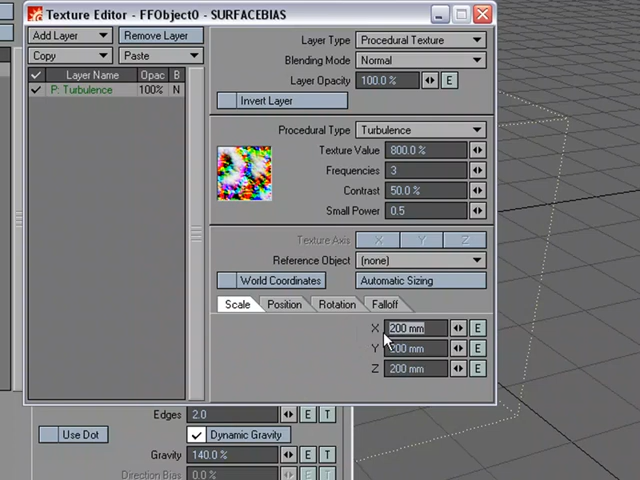 Texture Editor - FFObject0 - SURFACEBIAS
Add Layer
Remove Layer
Copy
Paste
Layer Name Opac B
P: Turbulence 100% N
Layer Type Procedural Texture
Blending Mode Normal
Layer Opacity 100.0 % E
Invert Layer
Procedural Type Turbulence
Texture Value 800.0 %
Frequencies 3
Contrast 50.0 %
Small Power 0.5
Texture Axis X Y Z
Reference Object (none)
World Coordinates Automatic Sizing
Scale Position Rotation Falloff
X 200 mm E
Y 200 mm E
Z 200 mm E
Edges 2.0 E T
Use Dot Dynamic Gravity
Gravity 140.0 % E T
Direction Bias 0.0 % E T